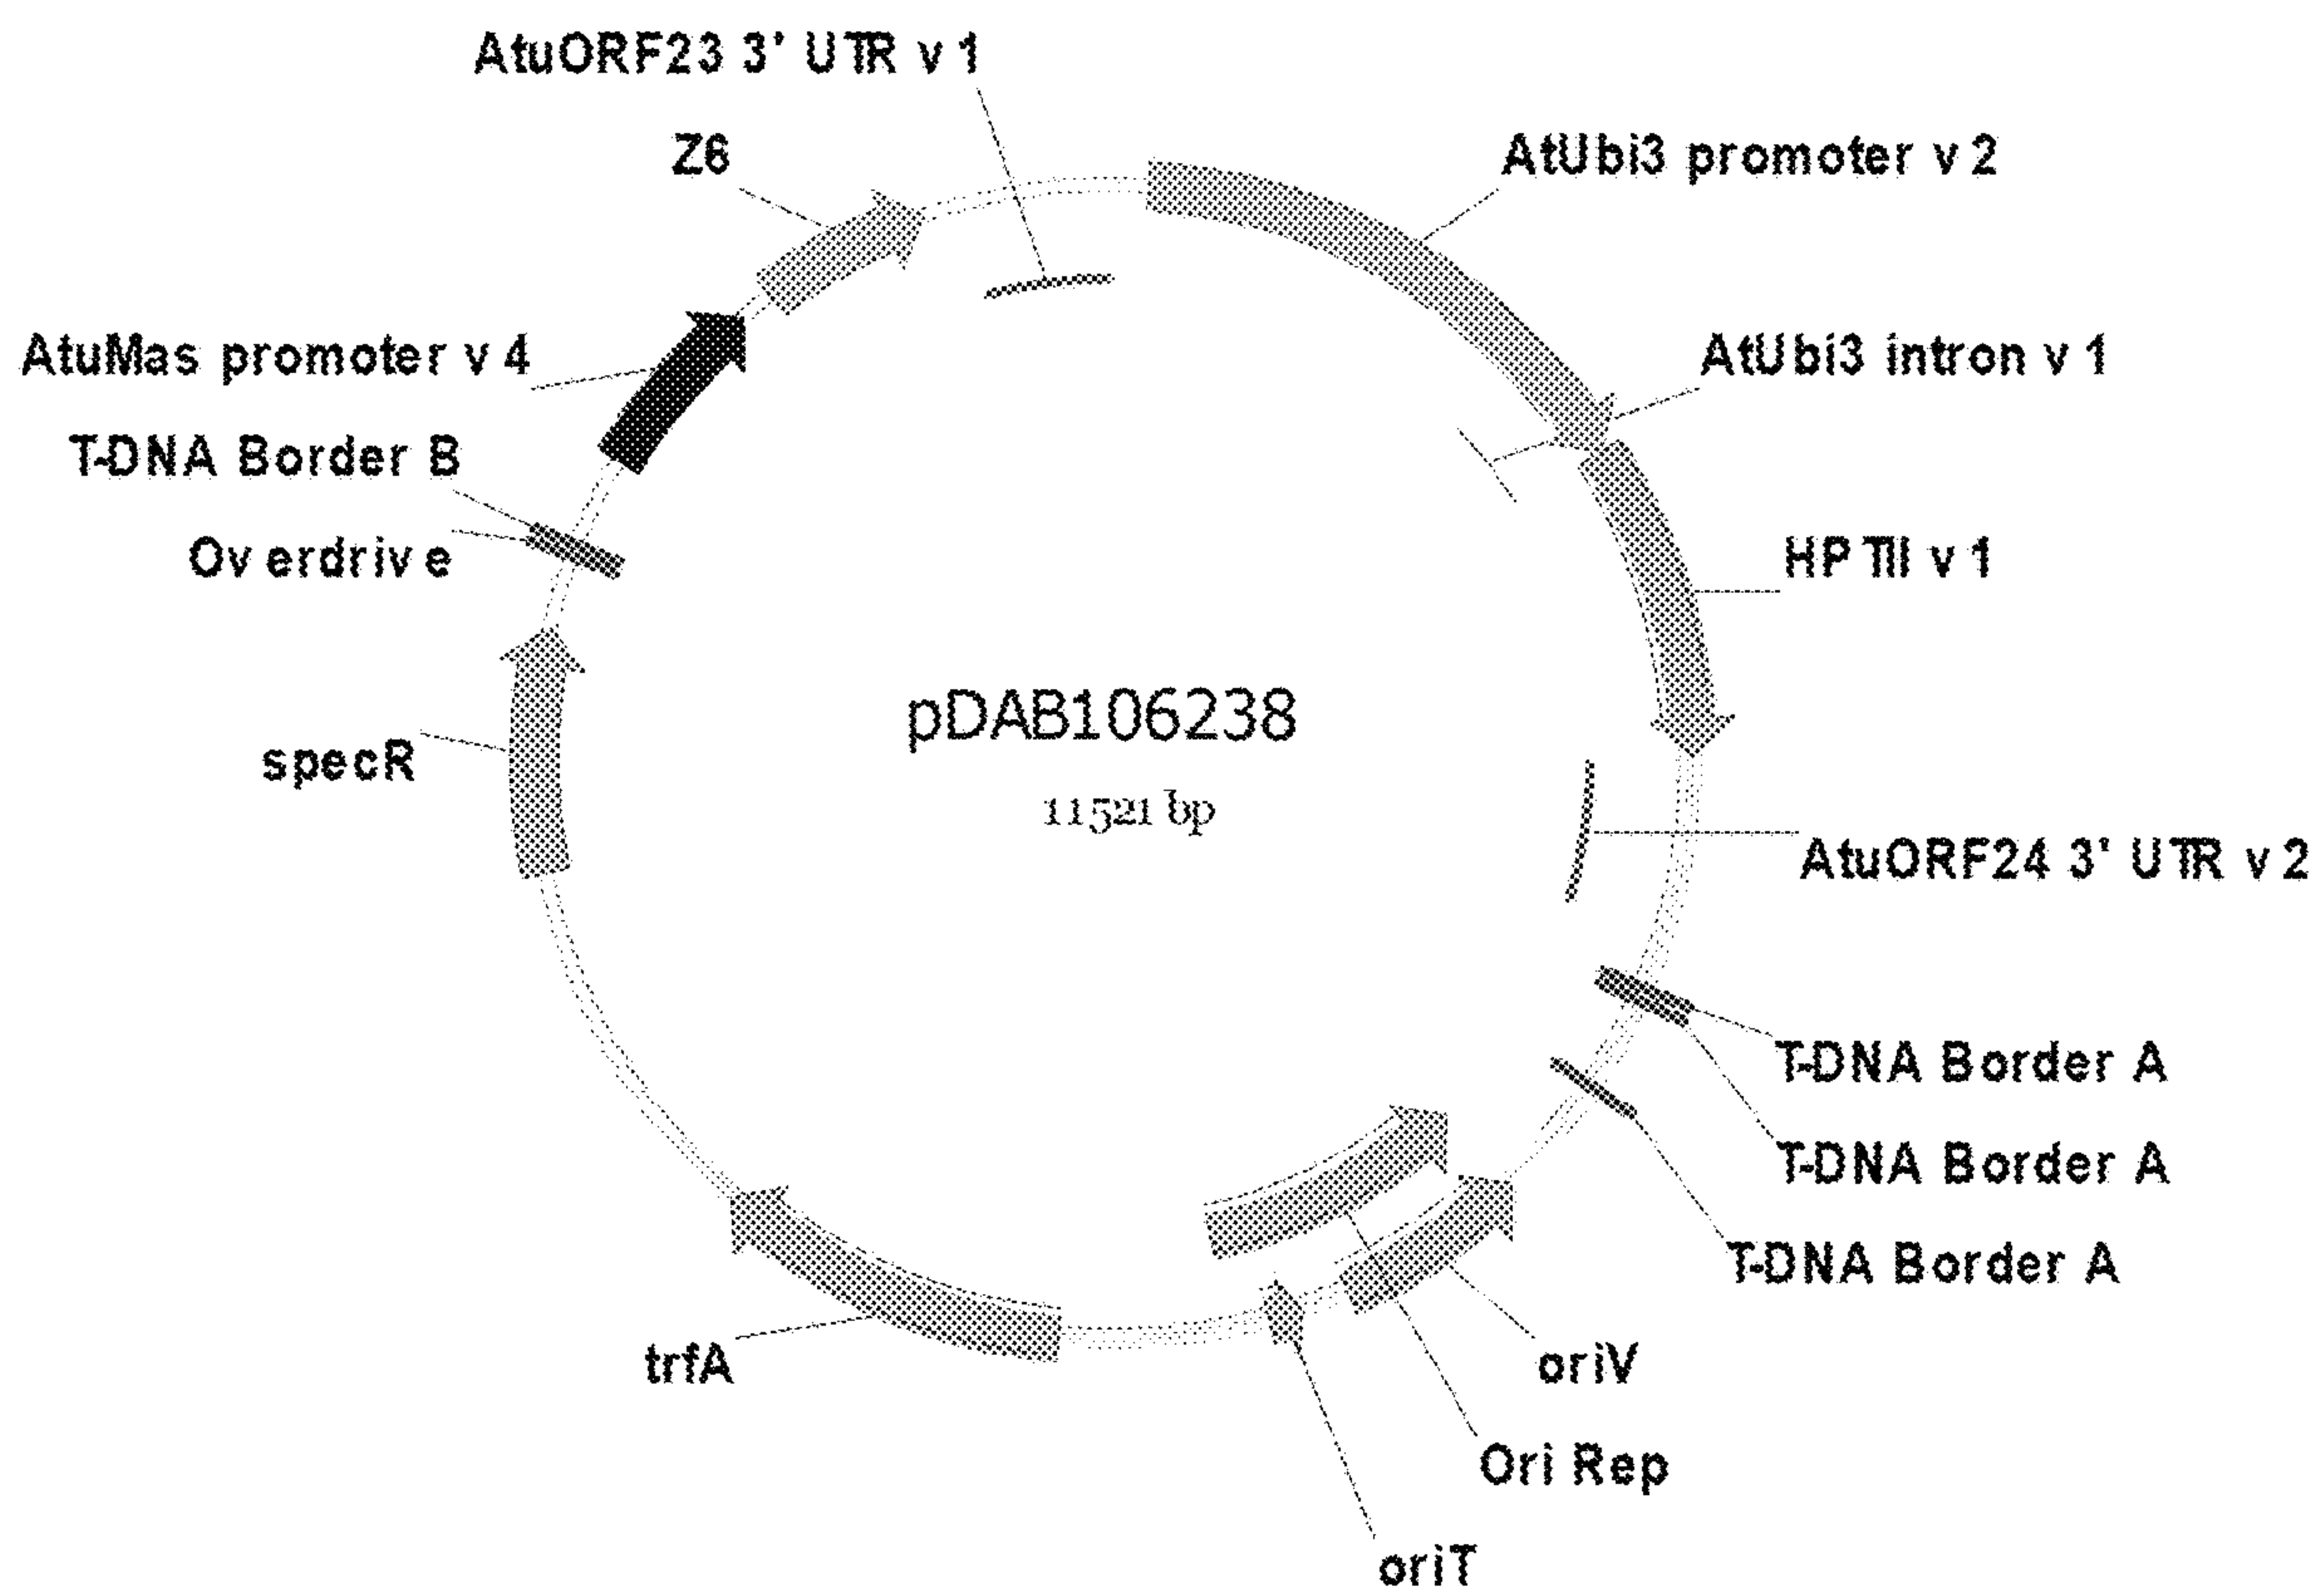 AtuORF23 3' UTR v 1
Z6
AtUbi3 promoter v 2
AtuMas promoter v 4
AtUbi3 intron v 1
T-DNA Border B
Overdrive
HPTII v 1
pDAB106238
11521 bp
specR
AtuORF24 3' UTR v 2
T-DNA Border A
T-DNA Border A
T-DNA Border A
trfA
oriV
Ori Rep
oriT